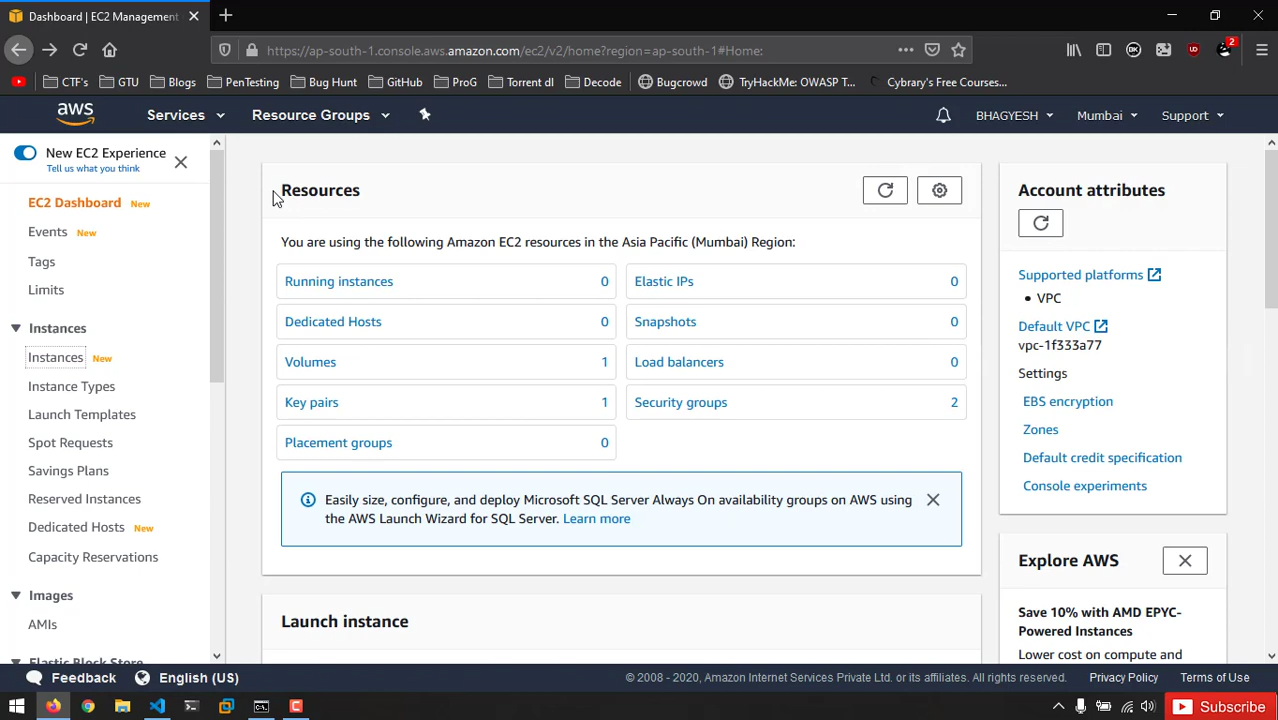 Dashboard | EC2 Management
https://ap-south-1.console.aws.amazon.com/ec2/v2/home?region=ap-south-1#Home:
2
CTF's
GTU
Blogs
PenTesting
Bug Hunt
GitHub
ProG
Torrent dl
Decode
Bugcrowd
TryHackMe: OWASP T...
Cybrary's Free Courses...
aws
Services
Resource Groups
BHAGYESH
Mumbai
Support
New EC2 Experience
Tell us what you think
EC2 Dashboard New
Events New
Tags
Limits
Instances
Instances New
Instance Types
Launch Templates
Spot Requests
Savings Plans
Reserved Instances
Dedicated Hosts New
Capacity Reservations
Images
AMIs
Elastic Block Store
Resources
You are using the following Amazon EC2 resources in the Asia Pacific (Mumbai) Region:
Running instances 0
Elastic IPs 0
Dedicated Hosts 0
Snapshots 0
Volumes 1
Load balancers 0
Key pairs 1
Security groups 2
Placement groups 0
Easily size, configure, and deploy Microsoft SQL Server Always On availability groups on AWS using
the AWS Launch Wizard for SQL Server. Learn more
Launch instance
Account attributes
Supported platforms
VPC
Default VPC
vpc-1f333a77
Settings
EBS encryption
Zones
Default credit specification
Console experiments
Explore AWS
Save 10% with AMD EPYC-
Powered Instances
Lower cost on compute and
Feedback
English (US)
© 2008 - 2020, Amazon Internet Services Private Ltd. or its affiliates. All rights reserved.
Privacy Policy
Terms of Use
Subscribe